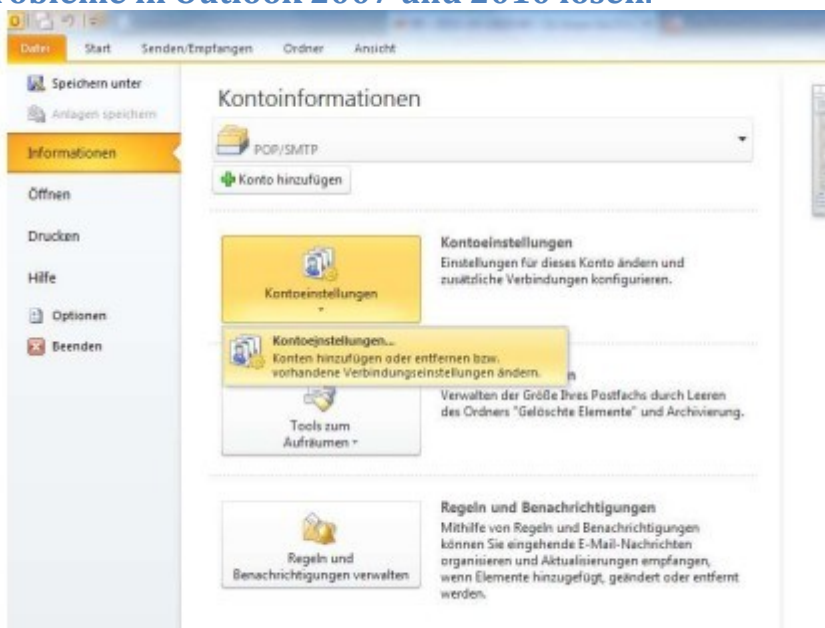 Probleme in Outlook 2007 und 2010 lösen.
Datei Start Senden/Empfangen Ordner Ansicht
Speichern unter
Anlagen speichern
Informationen
Öffnen
Drucken
Hilfe
Optionen
Beenden
Kontoinformationen
POP/SMTP
Konto hinzufügen
Kontoeinstellungen
Kontoeinstellungen
Einstellungen für dieses Konto ändern und
zusätzliche Verbindungen konfigurieren.
Kontoeinstellungen...
Konten hinzufügen oder entfernen bzw.
vorhandene Verbindungseinstellungen ändern.
Tools zum
Aufräumen
Verwalten der Größe Ihres Postfachs durch Leeren
des Ordners "Gelöschte Elemente" und Archivierung.
Regeln und
Benachrichtigungen verwalten
Regeln und Benachrichtigungen
Mithilfe von Regeln und Benachrichtigungen
können Sie eingehende E-Mail-Nachrichten
organisieren und Aktualisierungen empfangen,
wenn Elemente hinzugefügt, geändert oder entfernt
werden.